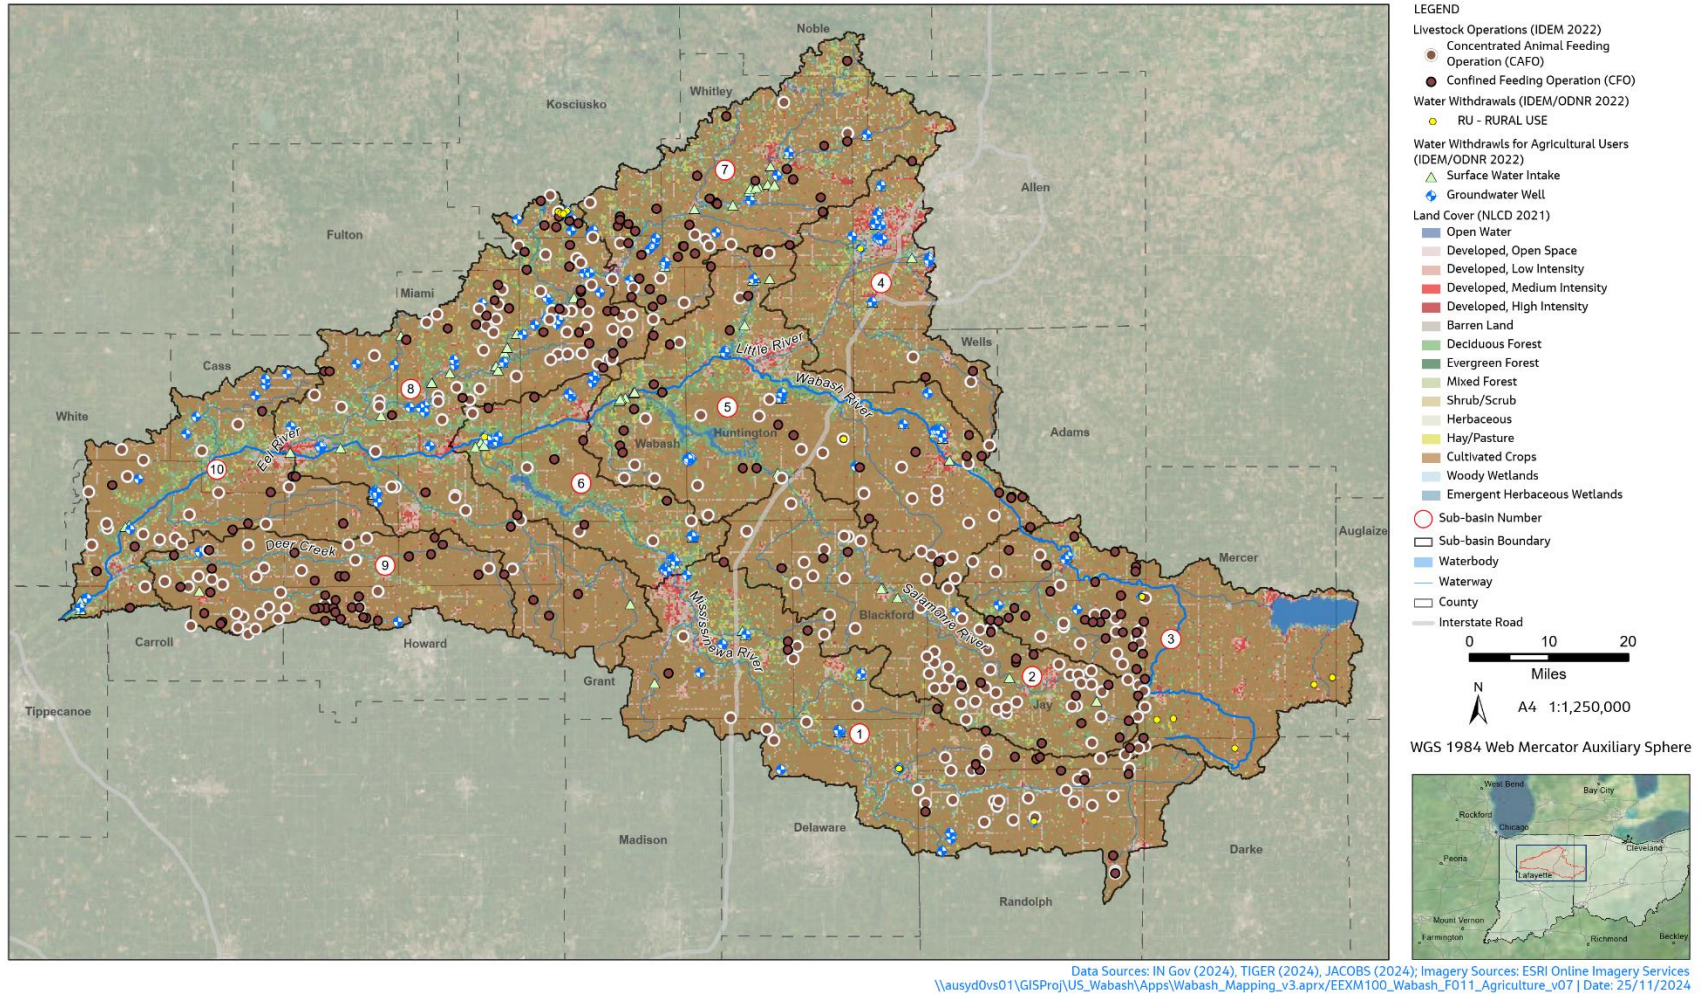 LEGEND
Livestock Operations (IDEM 2022)
Concentrated Animal Feeding
Operation (CAFO)
Confined Feeding Operation (CFO)
Water Withdrawals (IDEM/ODNR 2022)
RU - RURAL USE
Water Withdrawls for Agricultural Users
(IDEM/ODNR 2022)
Surface Water Intake
Groundwater Well
Land Cover (NLCD 2021)
Open Water
Developed, Open Space
Developed, Low Intensity
Developed, Medium Intensity
Developed, High Intensity
Barren Land
Deciduous Forest
Evergreen Forest
Mixed Forest
Shrub/Scrub
Herbaceous
Hay/Pasture
Cultivated Crops
Woody Wetlands
Emergent Herbaceous Wetlands
Sub-basin Number
Sub-basin Boundary
Waterbody
Waterway
County
Interstate Road
0 10 20
Miles
N
A4 1:1,250,000
WGS 1984 Web Mercator Auxiliary Sphere
Noble
Whitley
Kosciusko
7
Allen
Fulton
4
Miami
Little River
Wells
Cass
8
Wabash River
White
5
Adams
Wabash
Huntington
Eel River
10
6
Auglaize
Deer Creek
Mercer
9
Mississinewa River
Salamonie River
Blackford
3
Carroll
Howard
Grant
2
Jay
Tippecanoe
1
Madison
Delaware
Darke
Randolph
West Bend
Bay City
Rockford
Chicago
Cleveland
Peoria
Lafayette
Mount Vernon
Farmington
Richmond
Beckley
Data Sources: IN Gov (2024), TIGER (2024), JACOBS (2024); Imagery Sources: ESRI Online Imagery Services
\\ausyd0vs01\GISProj\US_Wabash\Apps\Wabash_Mapping_v3.aprx/EEXM100_Wabash_F011_Agriculture_v07 | Date: 25/11/2024